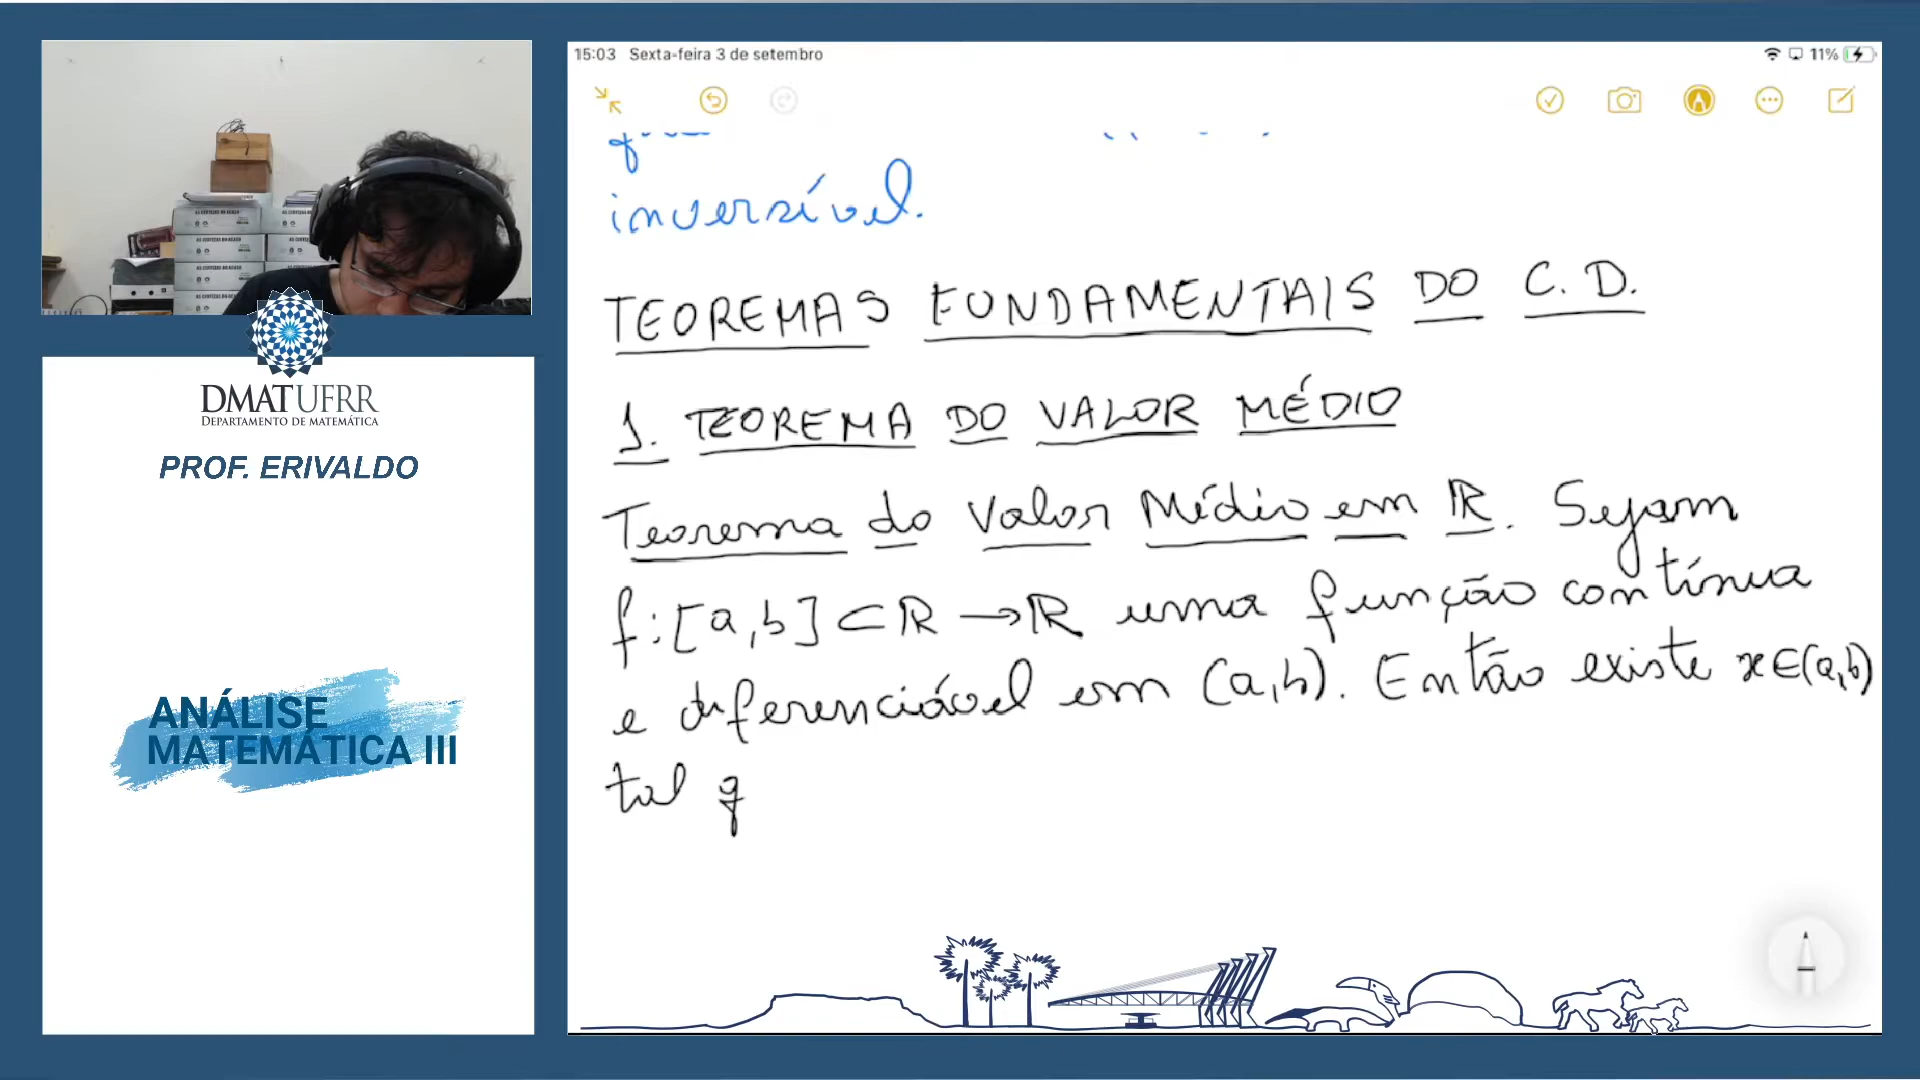 15:03 Sexta-feira 3 de setembro
11%
inversível.
TEOREMAS FUNDAMENTAIS DO C. D.
1. TEOREMA DO VALOR MÉDIO
Teorema do Valor Médio em ℝ. Sejam
f: [a,b] ⊂ ℝ → ℝ uma função contínua
e diferenciável em (a,b). Então existe x∈(a,b)
tal q
DMATUFRR
DEPARTAMENTO DE MATEMÁTICA
PROF. ERIVALDO
ANÁLISE
MATEMÁTICA III